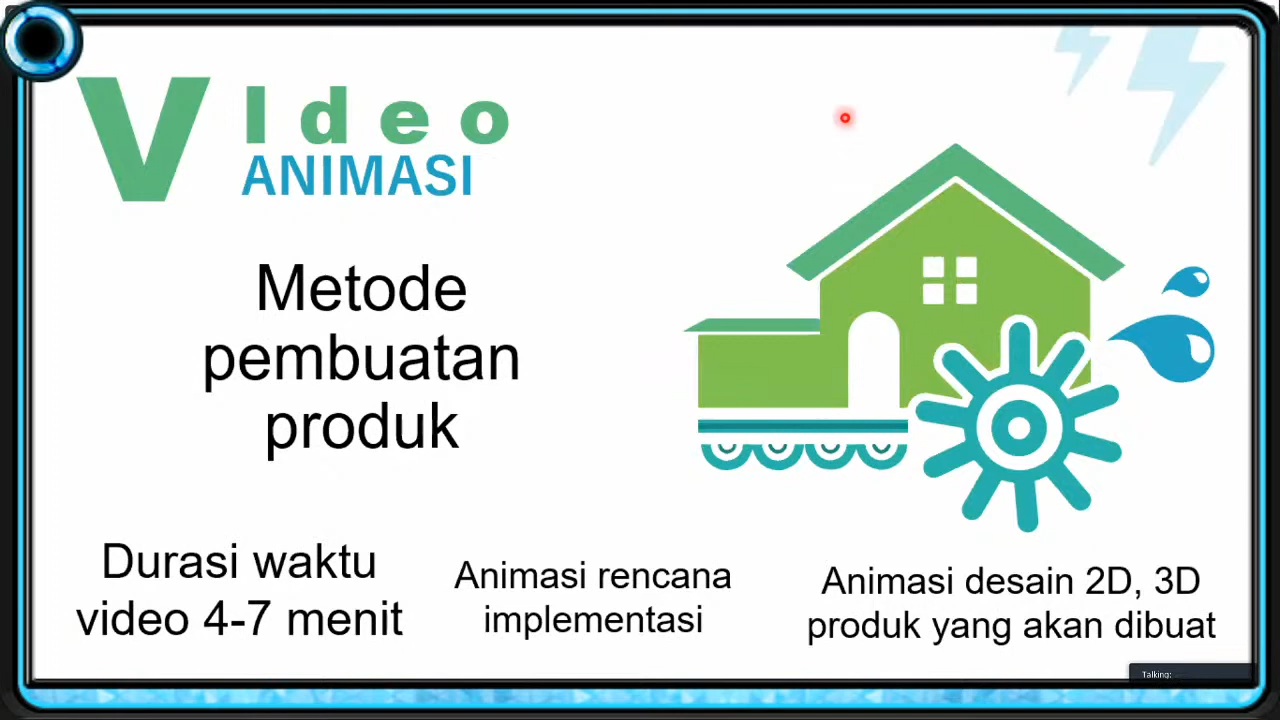 VIdeo
ANIMASI
Metode
pembuatan
produk
Durasi waktu
video 4-7 menit
Animasi rencana
implementasi
Animasi desain 2D, 3D
produk yang akan dibuat
Talking: